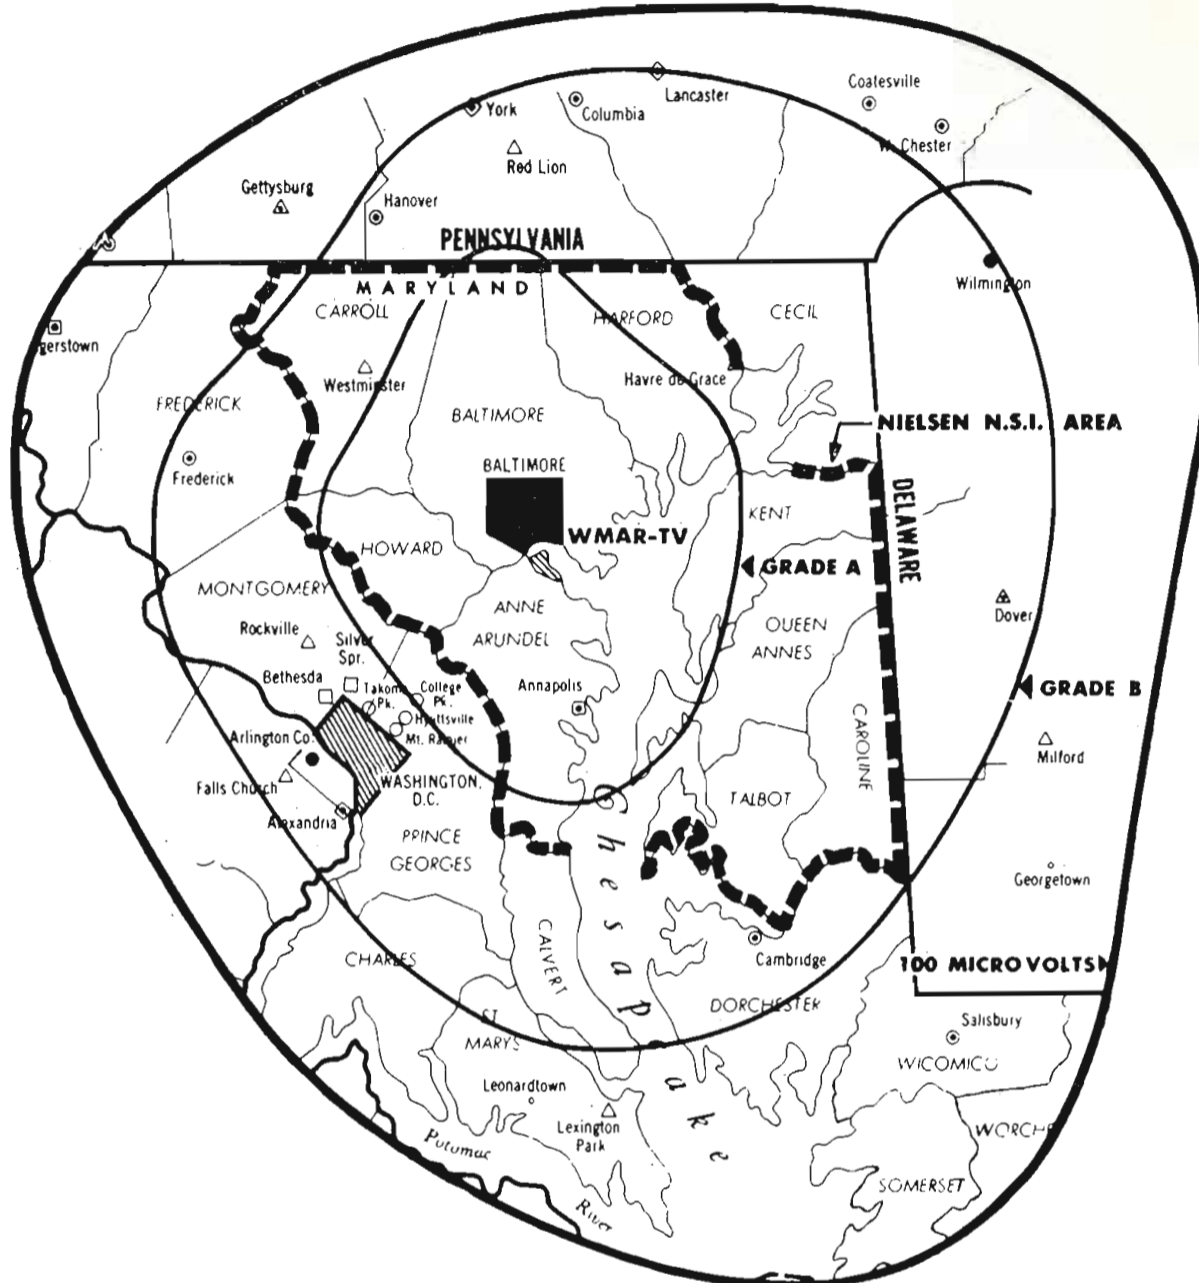 Coatesville
Lancaster
York
Columbia
W. Chester
Red Lion
Gettysburg
Hanover
PENNSYLVANIA
MARYLAND
Wilmington
CARROLL
HARFORD
CECIL
gerstown
Westminster
Havre de Grace
FREDERICK
BALTIMORE
NIELSEN N.S.I. AREA
Frederick
BALTIMORE
DELAWARE
KENT
WMAR-TV
HOWARD
GRADE A
MONTGOMERY
ANNE
ARUNDEL
QUEEN
ANNES
Dover
Rockville
Silver
Spr.
Bethesda
Takoma
Pk.
College
Pk.
Annapolis
GRADE B
Hyattsville
Mt. Rainier
Arlington Co.
CAROLINE
Milford
Falls Church
WASHINGTON,
D.C.
TALBOT
Alexandria
PRINCE
GEORGES
Georgetown
Chesapeake
CALVERT
Cambridge
CHARLES
100 MICROVOLTS
DORCHESTER
ST.
MARYS
Salisbury
WICOMICO
Leonardtown
Lexington
Park
WORCHE
Potomac
River
SOMERSET